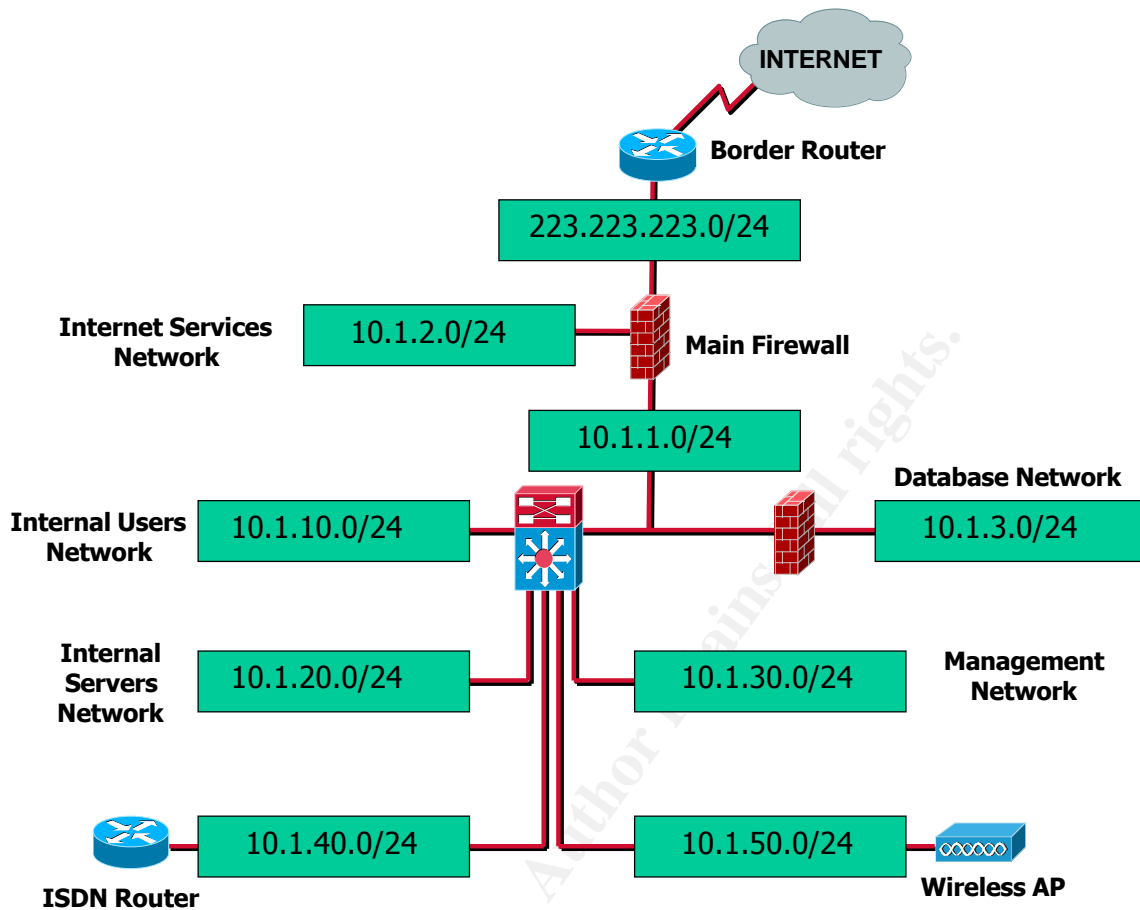 INTERNET
Border Router
223.223.223.0/24
Internet Services
Network
10.1.2.0/24
Main Firewall
10.1.1.0/24
Database Network
Internal Users
Network
10.1.10.0/24
10.1.3.0/24
Internal
Servers
Network
10.1.20.0/24
10.1.30.0/24
Management
Network
10.1.40.0/24
10.1.50.0/24
ISDN Router
Wireless AP
Author
rights.